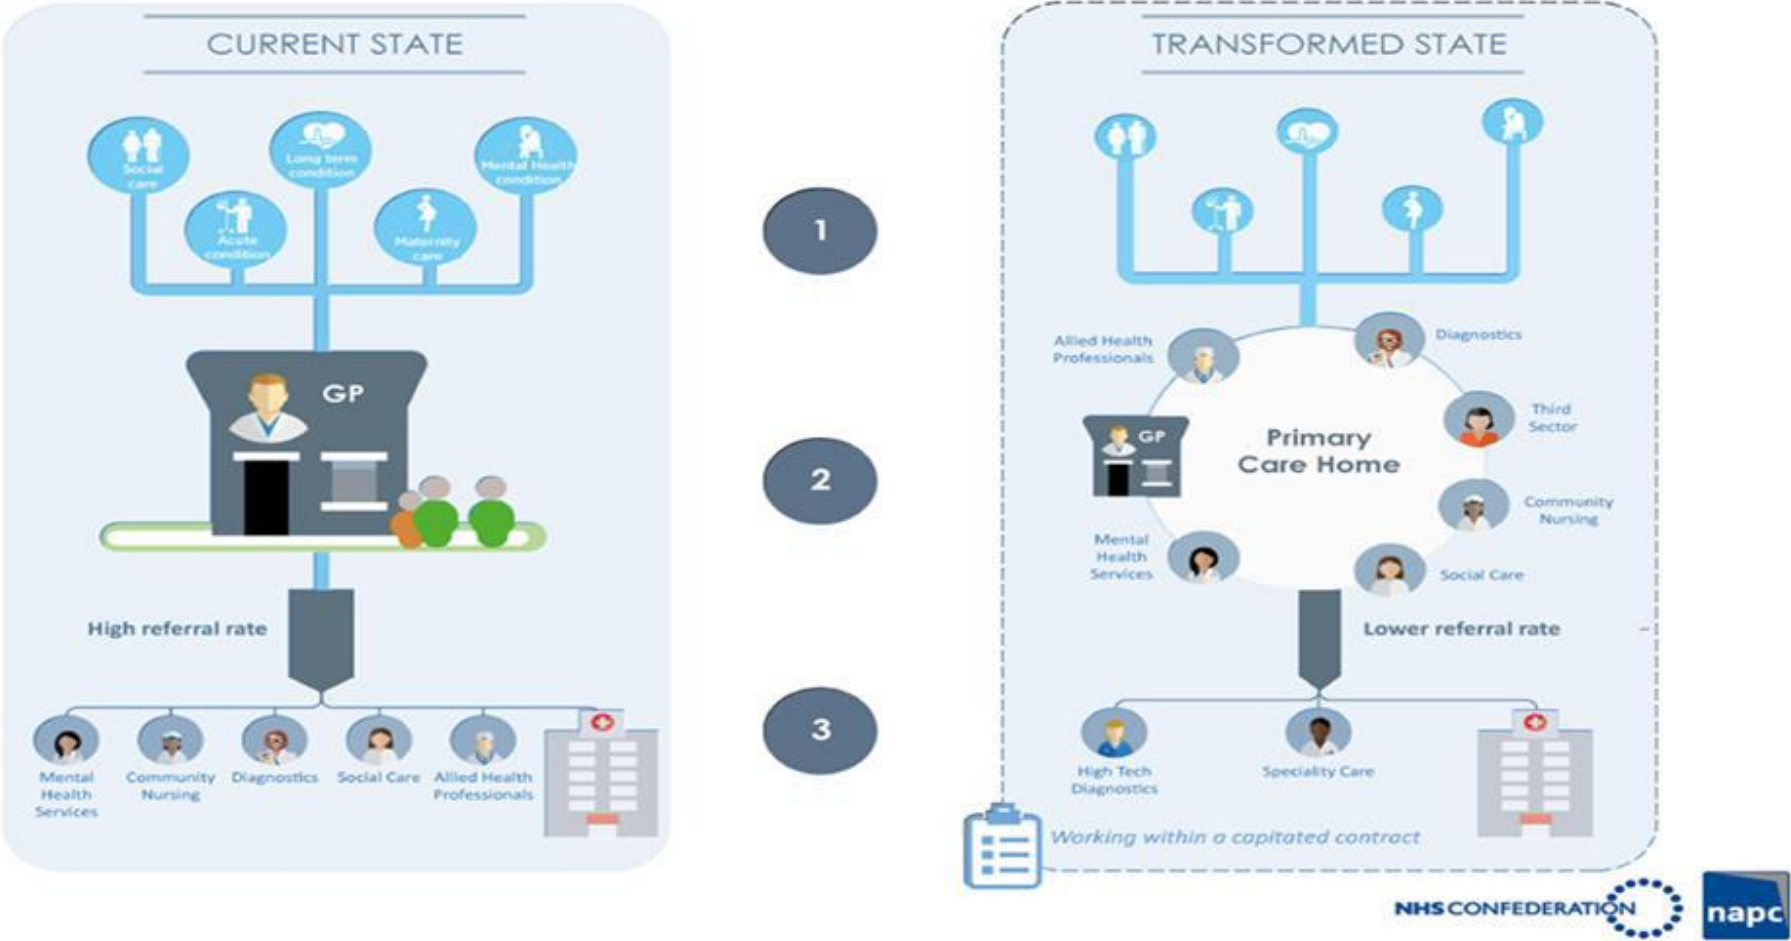 CURRENT STATE
Social
care
Long term
condition
Mental Health
condition
Acute
condition
Maternity
care
GP
High referral rate
Mental
Health
Services
Community
Nursing
Diagnostics
Social Care
Allied Health
Professionals
1
2
3
TRANSFORMED STATE
Allied Health
Professionals
Diagnostics
Third
Sector
GP
Primary
Care Home
Community
Nursing
Mental
Health
Services
Social Care
Lower referral rate
High Tech
Diagnostics
Speciality Care
Working within a capitated contract
NHS CONFEDERATION
napc